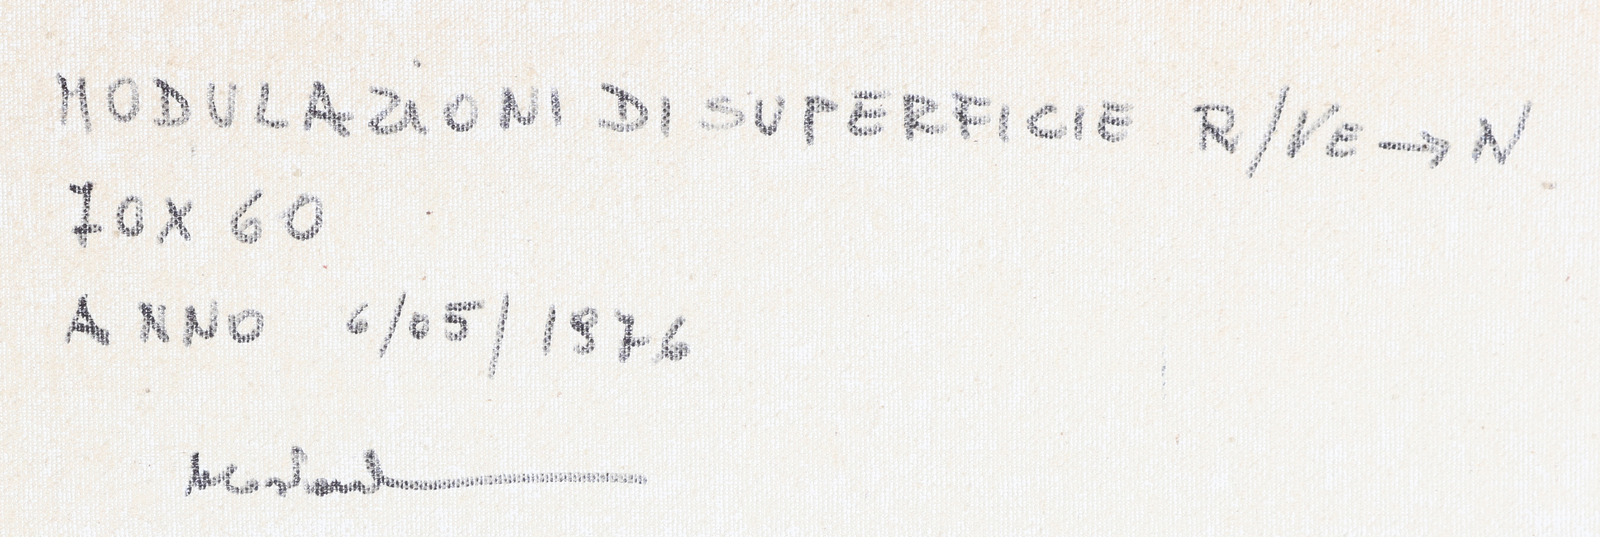 MODULAZIONI DI SUPERFICIE R/VE → N
70X60
ANNO 6/05/1976